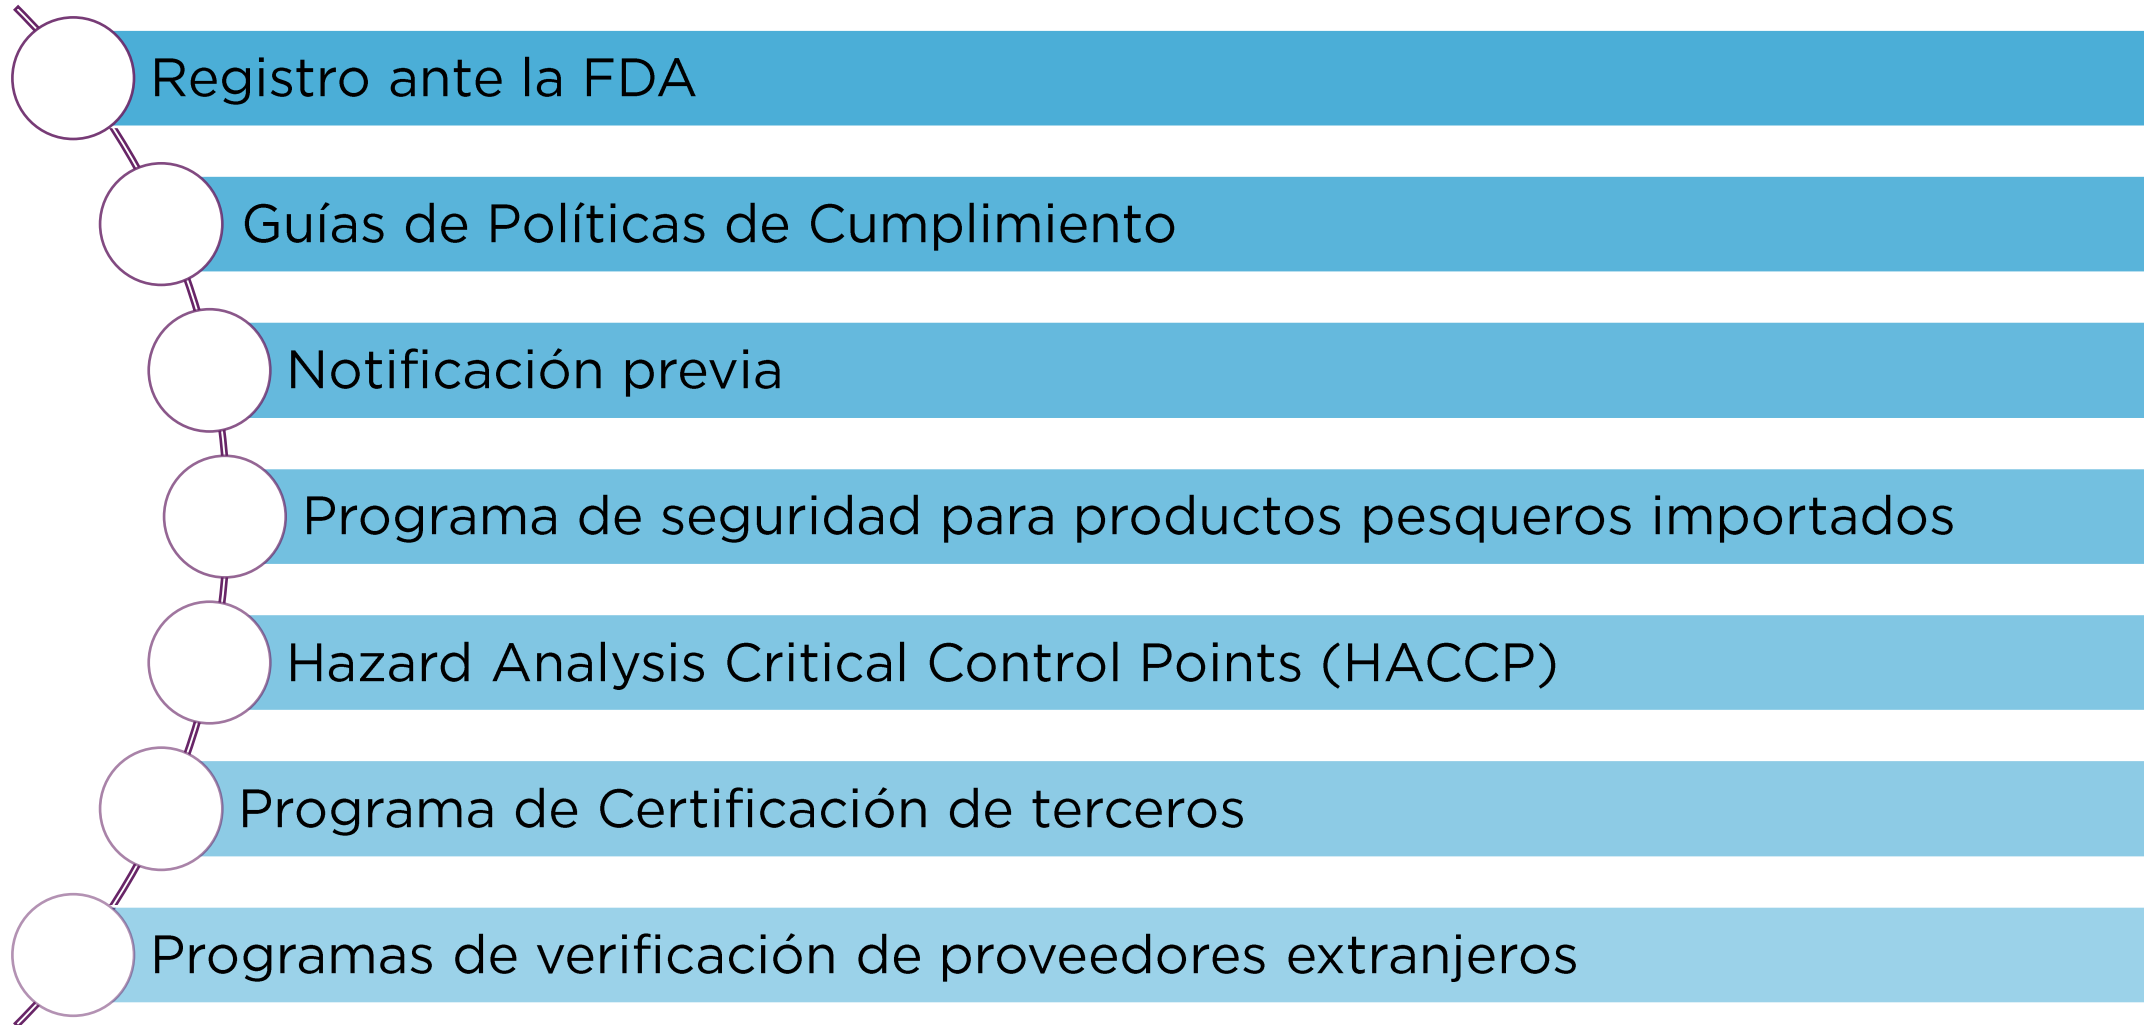 Registro ante la FDA
Guías de Políticas de Cumplimiento
Notificación previa
Programa de seguridad para productos pesqueros importados
Hazard Analysis Critical Control Points (HACCP)
Programa de Certificación de terceros
Programas de verificación de proveedores extranjeros